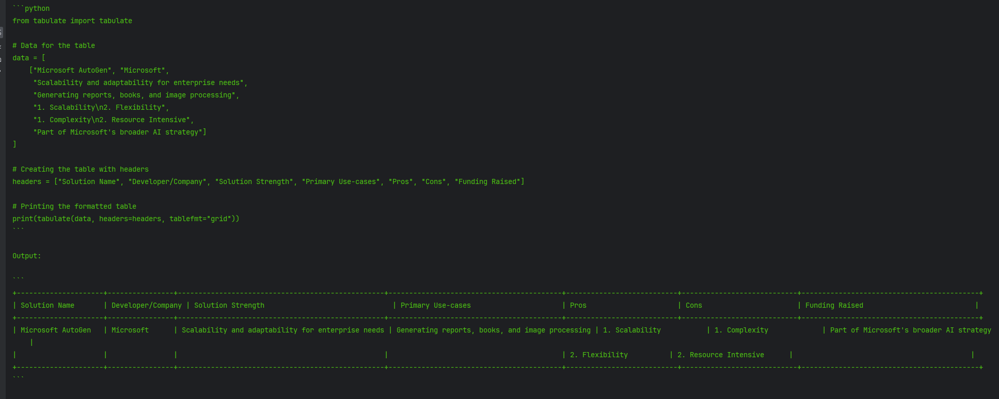 ```python
from tabulate import tabulate

# Data for the table
data = [
    ["Microsoft AutoGen", "Microsoft",
     "Scalability and adaptability for enterprise needs",
     "Generating reports, books, and image processing",
     "1. Scalability\n2. Flexibility",
     "1. Complexity\n2. Resource Intensive",
     "Part of Microsoft's broader AI strategy"]
]

# Creating the table with headers
headers = ["Solution Name", "Developer/Company", "Solution Strength", "Primary Use-cases", "Pros", "Cons", "Funding Raised"]

# Printing the formatted table
print(tabulate(data, headers=headers, tablefmt="grid"))
```

Output:

```
+---------------------+----------------+--------------------------------------------------+------------------------------------------+---------------------------+----------------------------+-------------------------------------------+
| Solution Name       | Developer/Company | Solution Strength                               | Primary Use-cases                      | Pros                      | Cons                       | Funding Raised                           |
+---------------------+----------------+--------------------------------------------------+------------------------------------------+---------------------------+----------------------------+-------------------------------------------+
| Microsoft AutoGen   | Microsoft      | Scalability and adaptability for enterprise needs | Generating reports, books, and image processing | 1. Scalability           | 1. Complexity             | Part of Microsoft's broader AI strategy
    |
|                     |                |                                                  |                                          | 2. Flexibility          | 2. Resource Intensive      |                                           |
+---------------------+----------------+--------------------------------------------------+------------------------------------------+---------------------------+----------------------------+-------------------------------------------+
```